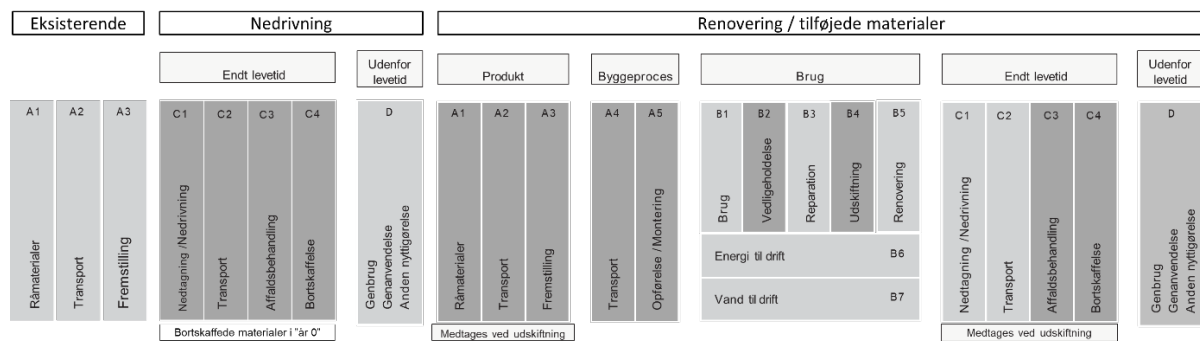 Eksisterende
Nedrivning
Renovering / tilføjede materialer
Endt levetid
Udenfor
levetid
Produkt
Byggeproces
Brug
Endt levetid
Udenfor
levetid
A1
Råmaterialer
A2
Transport
A3
Fremstilling
C1
Nedtagning /Nedrivning
C2
Transport
C3
Affaldsbehandling
C4
Bortskaffelse
D
Genbrug
Genanvendelse
Anden nyttigørelse
A1
Råmaterialer
A2
Transport
A3
Fremstilling
A4
Transport
A5
Opførelse /Montering
B1
Brug
B2
Vedligeholdelse
B3
Reparation
B4
Udskiftning
B5
Renovering
Energi til drift B6
Vand til drift B7
C1
Nedtagning /Nedrivning
C2
Transport
C3
Affaldsbehandling
C4
Bortskaffelse
D
Genbrug
Genanvendelse
Anden nyttigørelse
Bortskaffede materialer i "år 0"
Medtages ved udskiftning
Medtages ved udskiftning